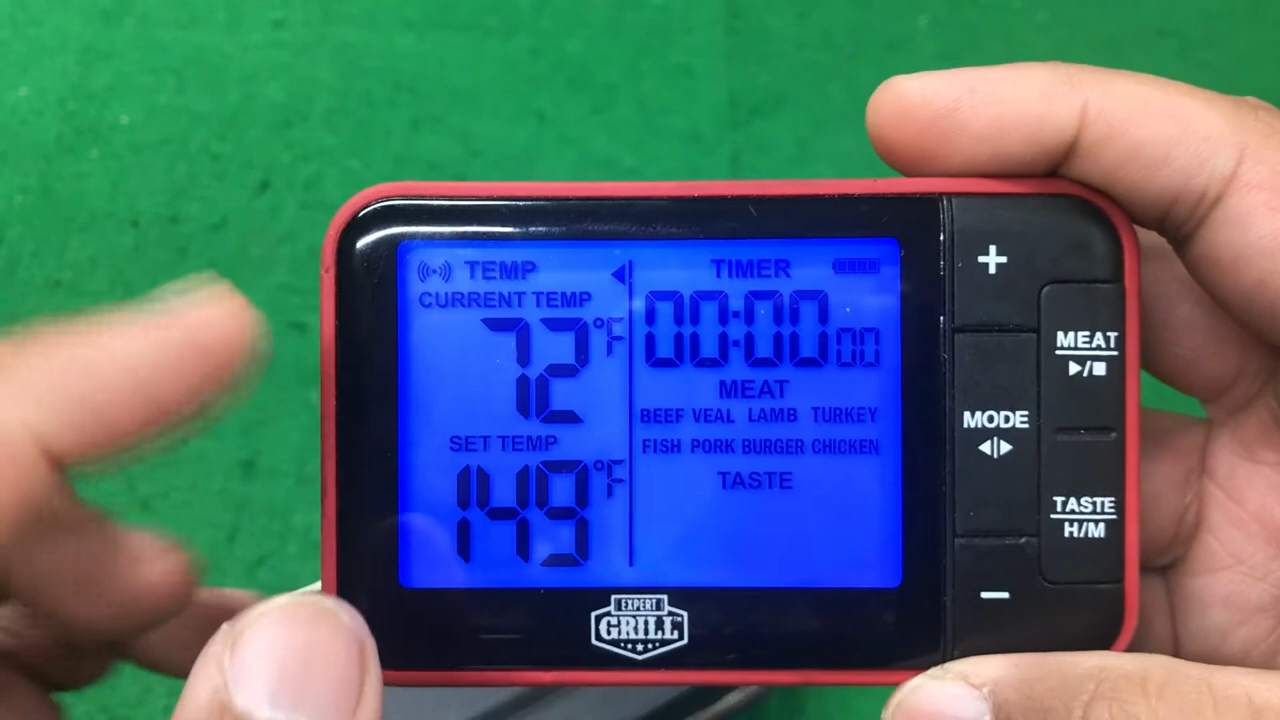 TEMP
CURRENT TEMP
72°F
SET TEMP
149°F
TIMER
00:00 00
MEAT
BEEF VEAL LAMB TURKEY
FISH PORK BURGER CHICKEN
TASTE
EXPERT
GRILL™
+
MODE
−
MEAT
TASTE
H/M